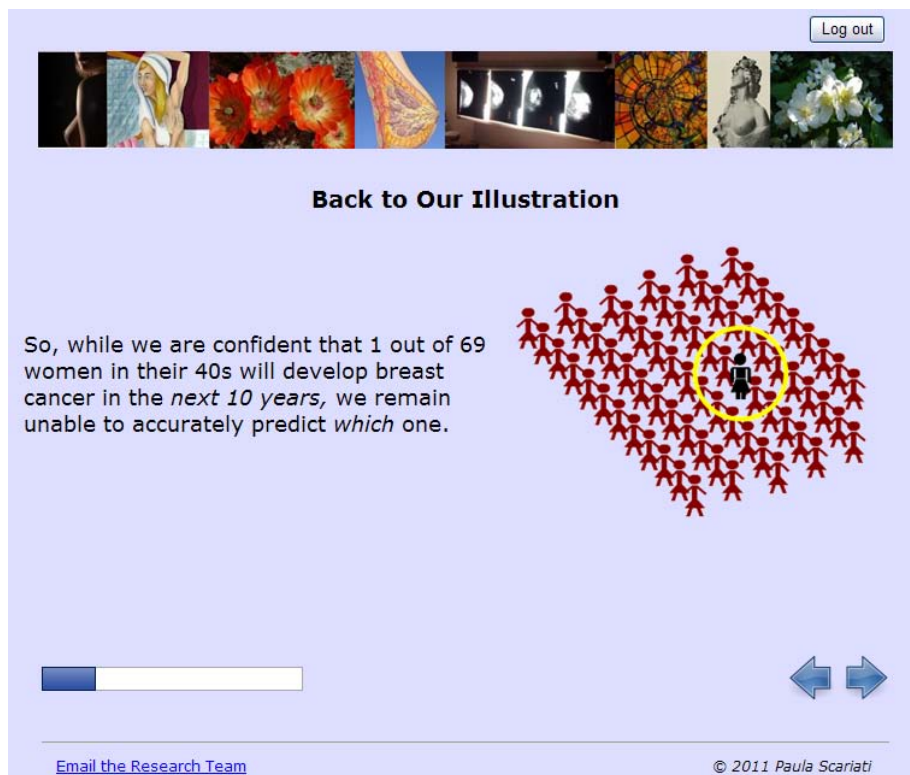 Log out
Back to Our Illustration
So, while we are confident that 1 out of 69
women in their 40s will develop breast
cancer in the next 10 years, we remain
unable to accurately predict which one.
Email the Research Team
© 2011 Paula Scariati